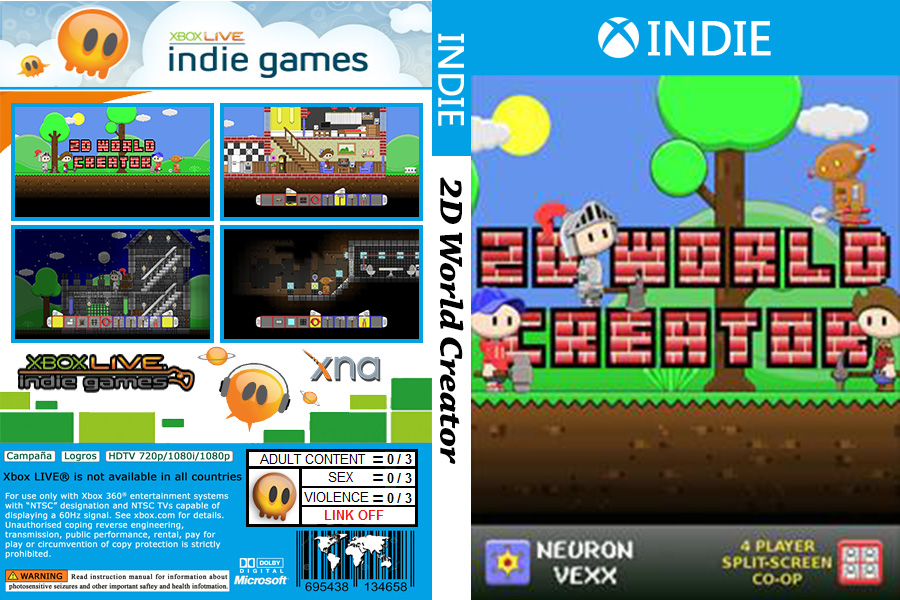 XBOX LIVE
indie games
2D WORLD
CREATOR
XBOX LIVE.
indie games
xna
Campaña
Logros
HDTV 720p/1080i/1080p
Xbox LIVE® is not available in all countries
For use only with Xbox 360® entertainment systems
with “NTSC” designation and NTSC TVs capable of
displaying a 60Hz signal. See xbox.com for details.
Unauthorised coping reverse engineering,
transmission, public performance, rental, pay for
play or circumvention of copy protection is strictly
prohibited.
WARNING Read instruction manual for information about
photosensitive seizures and other important saftey and health infotmation.
ADULT CONTENT = 0 / 3
SEX = 0 / 3
VIOLENCE = 0 / 3
LINK OFF
DOLBY
DIGITAL
Microsoft
695438 134658
INDIE
2D World Creator
INDIE
2D WORLD
CREATOR
NEURON
VEXX
4 PLAYER
SPLIT-SCREEN
CO-OP